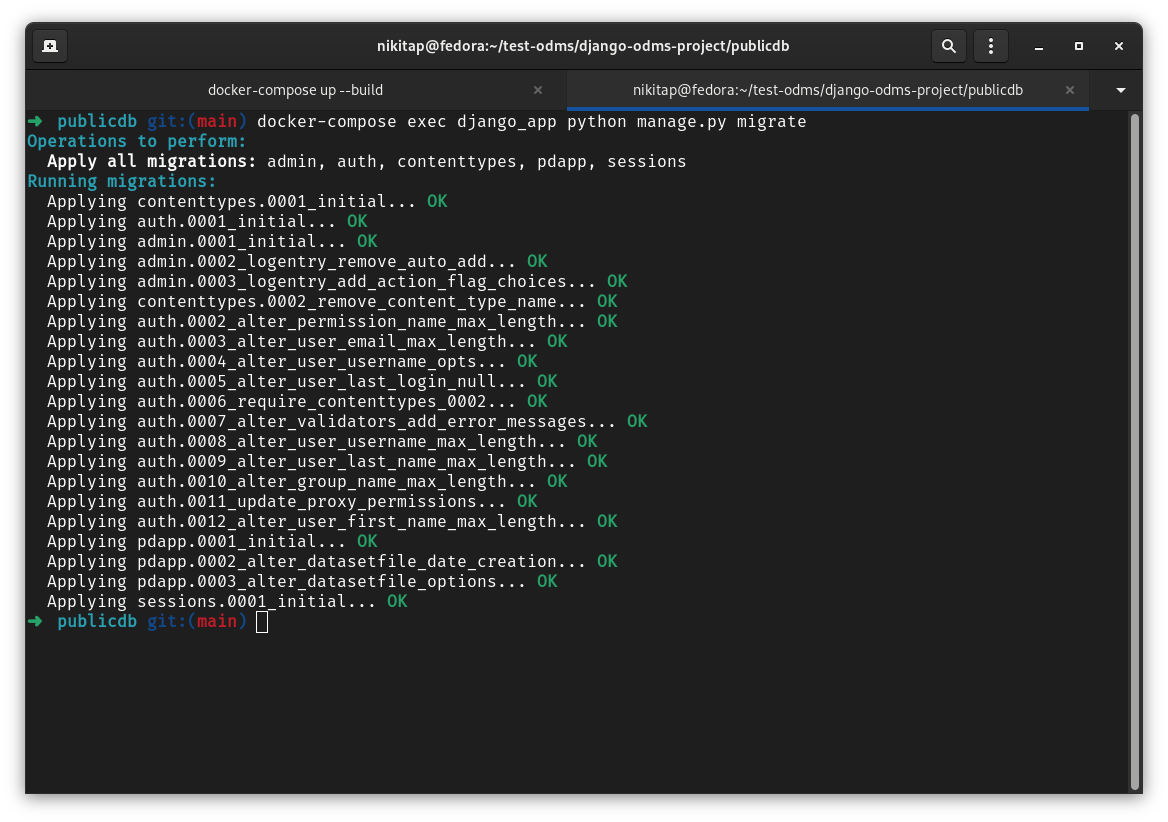 nikitap@fedora:~/test-odms/django-odms-project/publicdb
docker-compose up --build
nikitap@fedora:~/test-odms/django-odms-project/publicdb
➜ publicdb git:(main) docker-compose exec django_app python manage.py migrate
Operations to perform:
  Apply all migrations: admin, auth, contenttypes, pdapp, sessions
Running migrations:
  Applying contenttypes.0001_initial... OK
  Applying auth.0001_initial... OK
  Applying admin.0001_initial... OK
  Applying admin.0002_logentry_remove_auto_add... OK
  Applying admin.0003_logentry_add_action_flag_choices... OK
  Applying contenttypes.0002_remove_content_type_name... OK
  Applying auth.0002_alter_permission_name_max_length... OK
  Applying auth.0003_alter_user_email_max_length... OK
  Applying auth.0004_alter_user_username_opts... OK
  Applying auth.0005_alter_user_last_login_null... OK
  Applying auth.0006_require_contenttypes_0002... OK
  Applying auth.0007_alter_validators_add_error_messages... OK
  Applying auth.0008_alter_user_username_max_length... OK
  Applying auth.0009_alter_user_last_name_max_length... OK
  Applying auth.0010_alter_group_name_max_length... OK
  Applying auth.0011_update_proxy_permissions... OK
  Applying auth.0012_alter_user_first_name_max_length... OK
  Applying pdapp.0001_initial... OK
  Applying pdapp.0002_alter_datasetfile_date_creation... OK
  Applying pdapp.0003_alter_datasetfile_options... OK
  Applying sessions.0001_initial... OK
➜ publicdb git:(main)